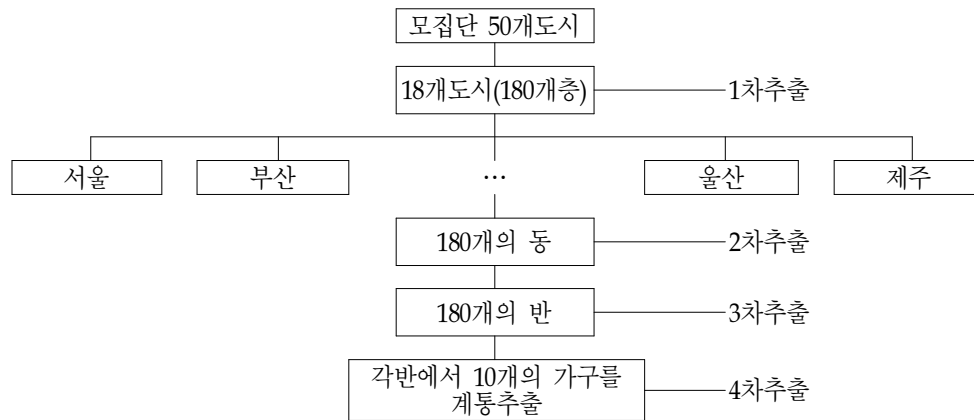 모집단 50개도시
18개도시(180개층) 1차추출
서울 부산 … 울산 제주
180개의 동 2차추출
180개의 반 3차추출
각반에서 10개의 가구를
계통추출 4차추출